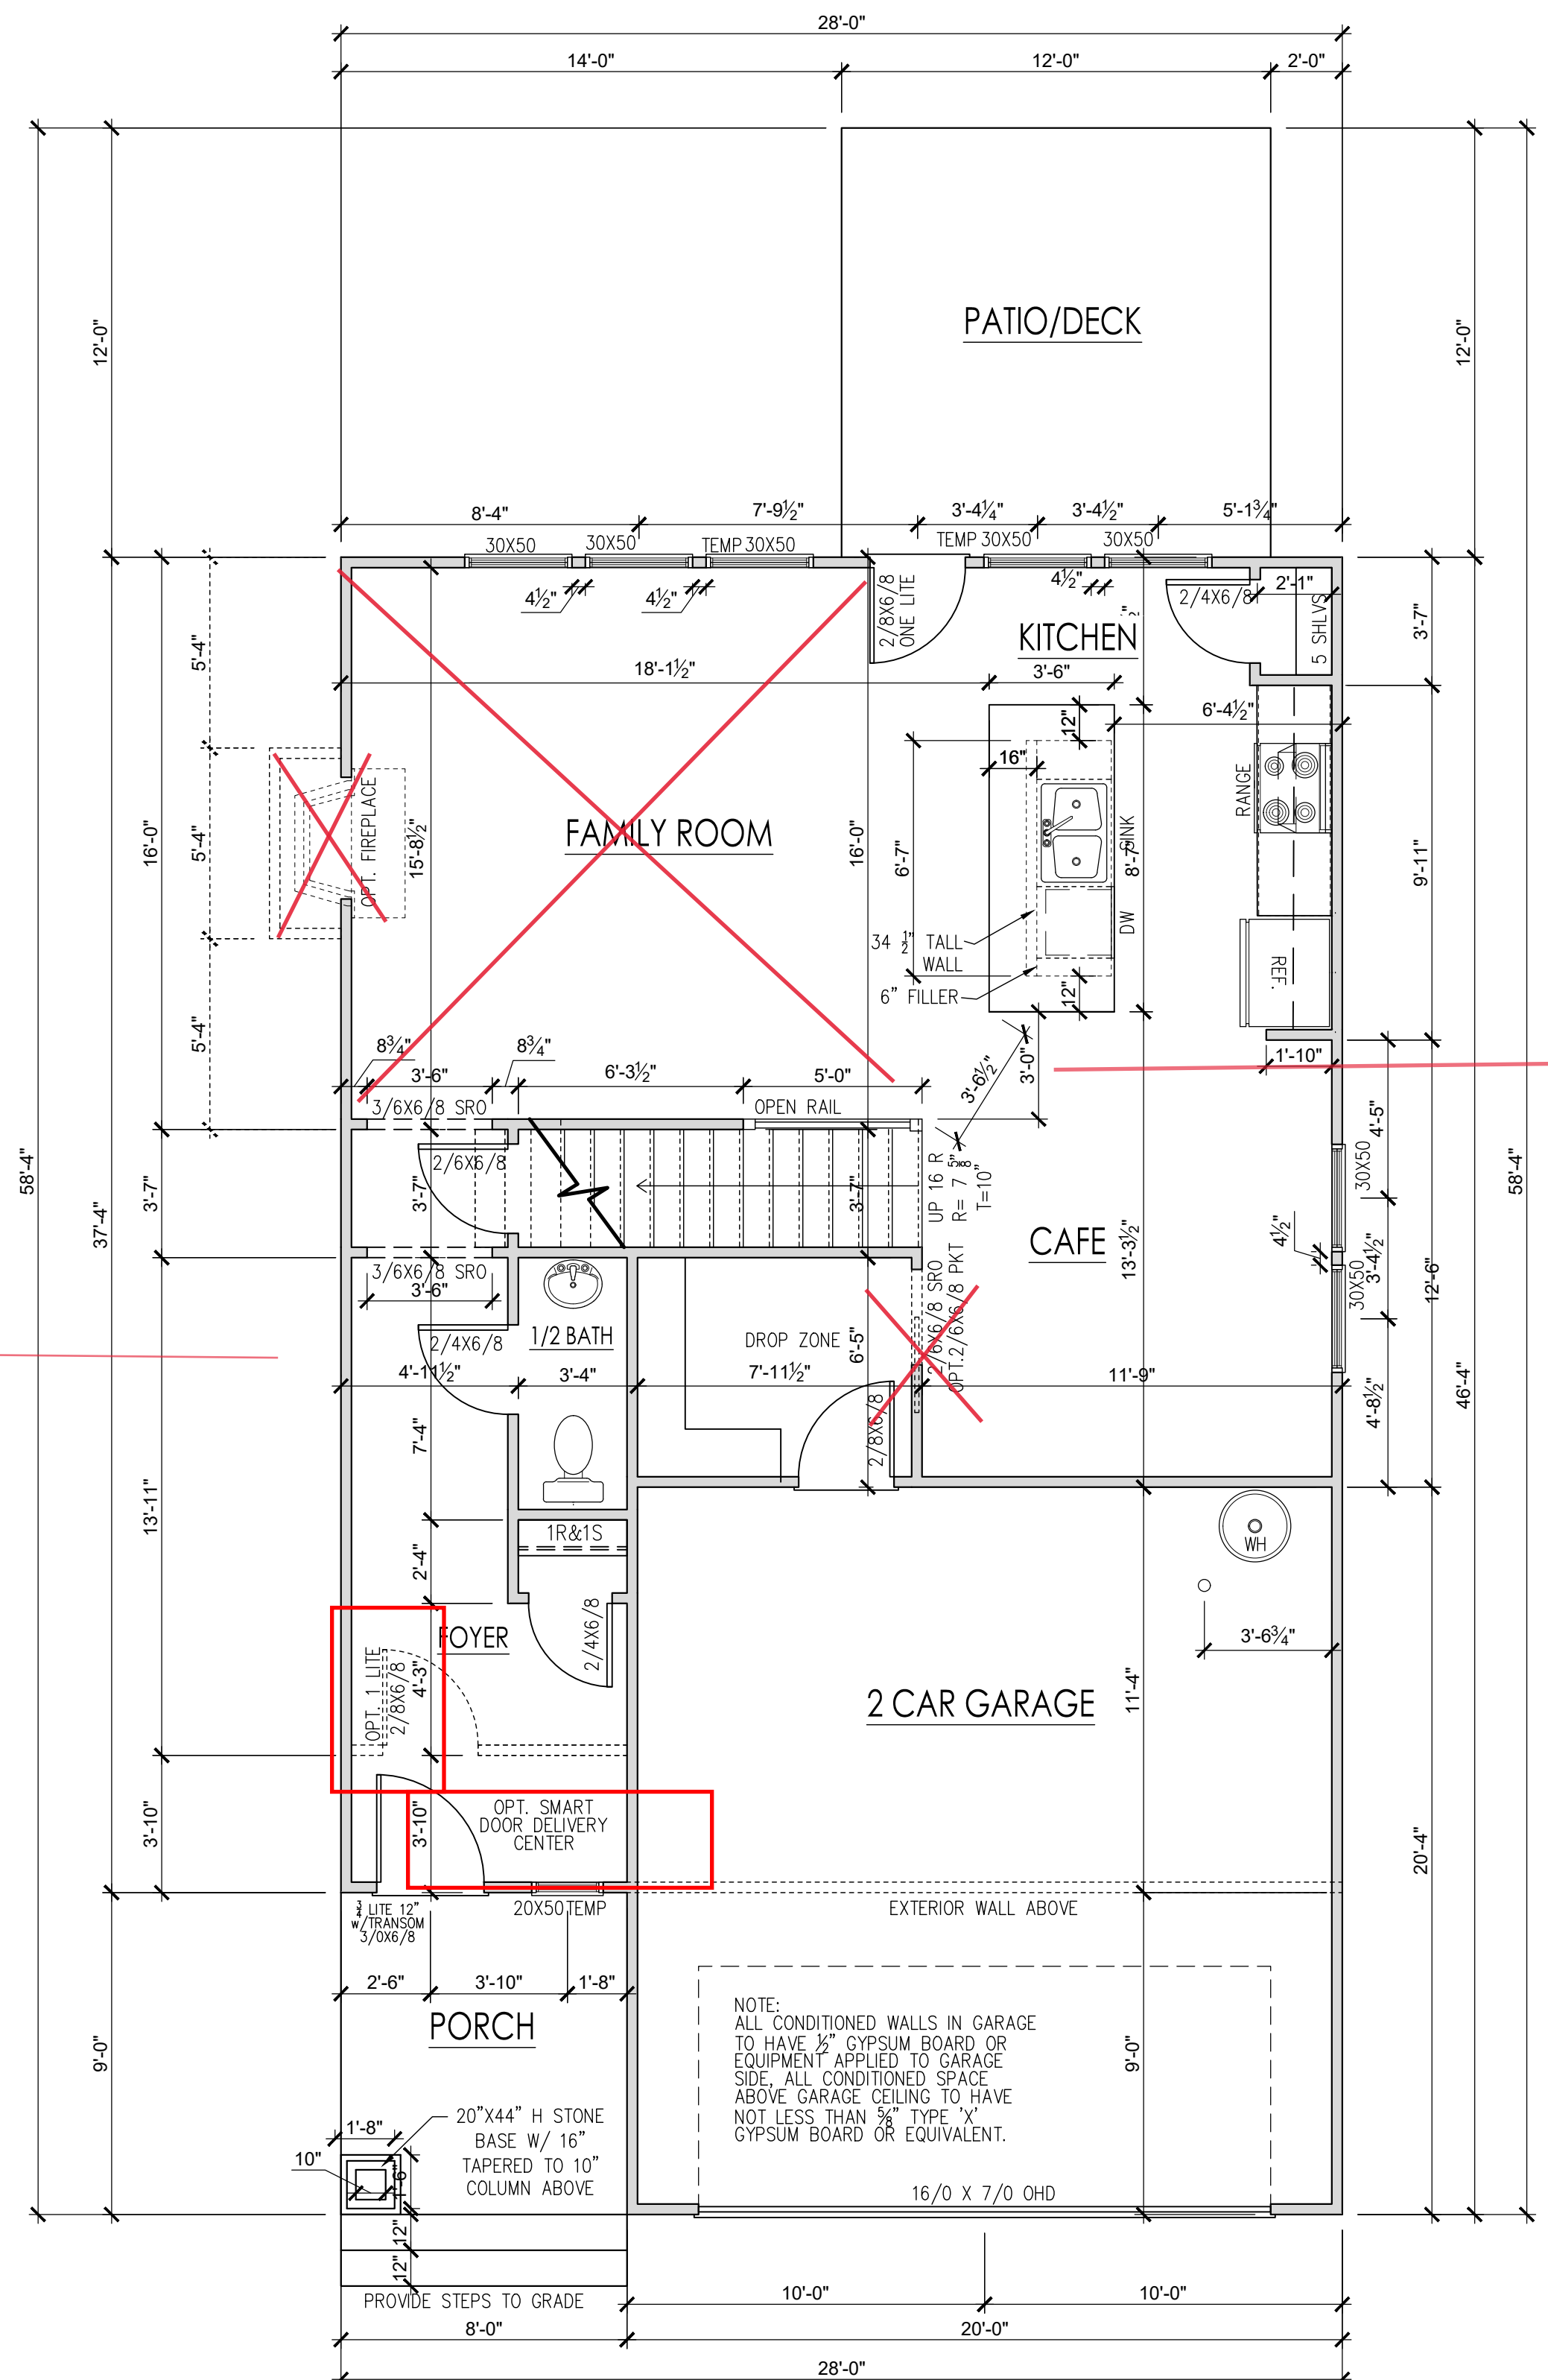 28'-0"
14'-0"
12'-0"
2'-0"
12'-0"
12'-0"
PATIO/DECK
8'-4"
7'-9½"
3'-4¼"
3'-4½"
5'-1¾"
30X50
30X50
TEMP 30X50
TEMP 30X50
30X50
4½"
4½"
4½"
2/8X6/8
ONE LITE
2/4X6/8
2'-1"
5 SHLVS
3'-7"
KITCHEN
5'-4"
18'-1½"
3'-6"
6'-4½"
12"
16"
RANGE
OPT. FIREPLACE
15'-8½"
FAMILY ROOM
16'-0"
5'-4"
16'-0"
6'-7"
SINK
8'-7"
9'-11"
DW
34 ½" TALL
WALL
6" FILLER
12"
REF.
5'-4"
8¾"
3'-6"
8¾"
6'-3½"
5'-0"
3'-6½"
3'-0"
1'-10"
3/6X6/8 SRO
OPEN RAIL
4'-5"
2/6X6/8
58'-4"
3'-7"
3'-7"
3'-7"
UP 16 R
R= 7 ⅝"
T=10"
30X50
58'-4"
37'-4"
CAFE
13'-3½"
4½"
3'-4½"
30X50
12'-6"
3/6X6/8 SRO
3'-6"
2/4X6/8
1/2 BATH
DROP ZONE
6'-5"
2/6X6/8 SRO
OPT.2/6X6/8 PKT
4'-11½"
3'-4"
7'-11½"
11'-9"
4'-8½"
46'-4"
2/8X6/8
7'-4"
13'-11"
1R&1S
WH
2'-4"
2/4X6/8
FOYER
3'-6¾"
OPT. 1 LITE
2/8X6/8
4'-3"
2 CAR GARAGE
11'-4"
3'-10"
3'-10"
OPT. SMART
DOOR DELIVERY
CENTER
20'-4"
¾ LITE 12"
w/TRANSOM
3/0X6/8
20X50 TEMP
EXTERIOR WALL ABOVE
2'-6"
3'-10"
1'-8"
PORCH
9'-0"
NOTE:
ALL CONDITIONED WALLS IN GARAGE
TO HAVE ½" GYPSUM BOARD OR
EQUIPMENT APPLIED TO GARAGE
SIDE, ALL CONDITIONED SPACE
ABOVE GARAGE CEILING TO HAVE
NOT LESS THAN ⅝" TYPE 'X'
GYPSUM BOARD OR EQUIVALENT.
9'-0"
1'-8"
10"
20"X44" H STONE
BASE W/ 16"
TAPERED TO 10"
COLUMN ABOVE
16/0 X 7/0 OHD
12"
12"
PROVIDE STEPS TO GRADE
10'-0"
10'-0"
8'-0"
20'-0"
28'-0"